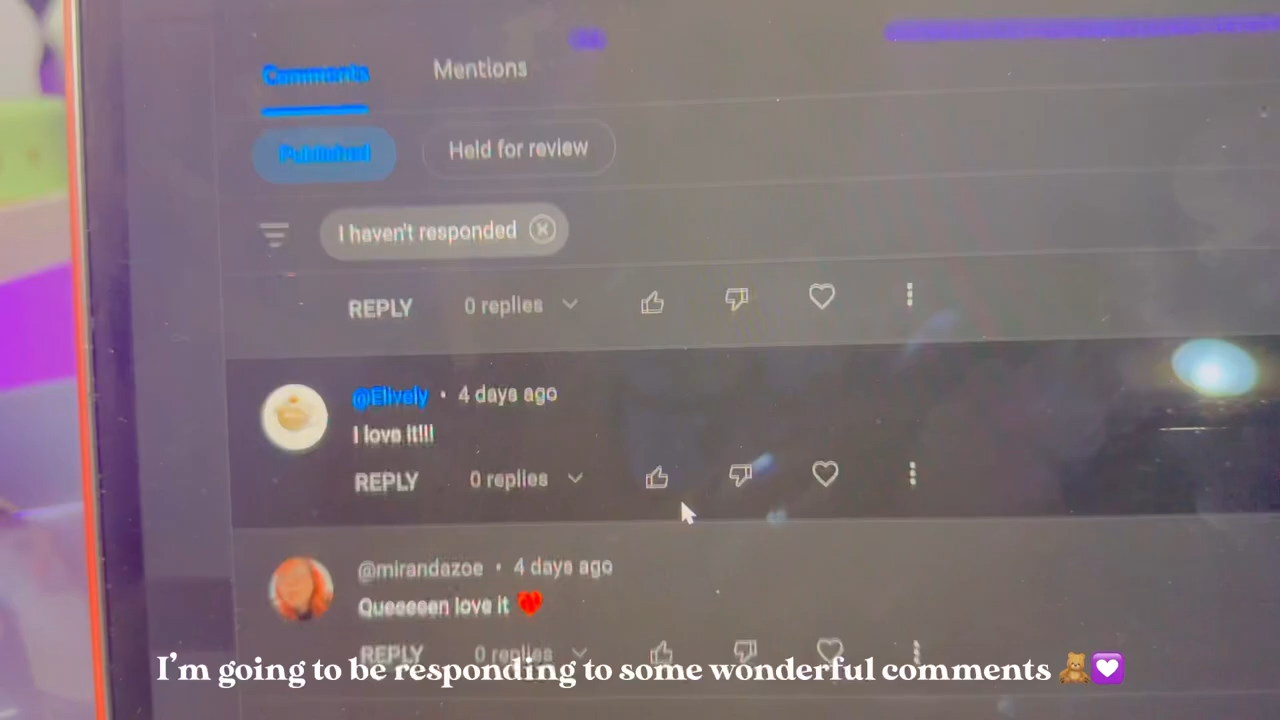 Comments Mentions
Published Held for review
I haven't responded
REPLY 0 replies
@Elively • 4 days ago
I love it!!!
REPLY 0 replies
@mirandazoe • 4 days ago
Queeeeen love it ❤️
REPLY 0 replies
I'm going to be responding to some wonderful comments 🧸💜